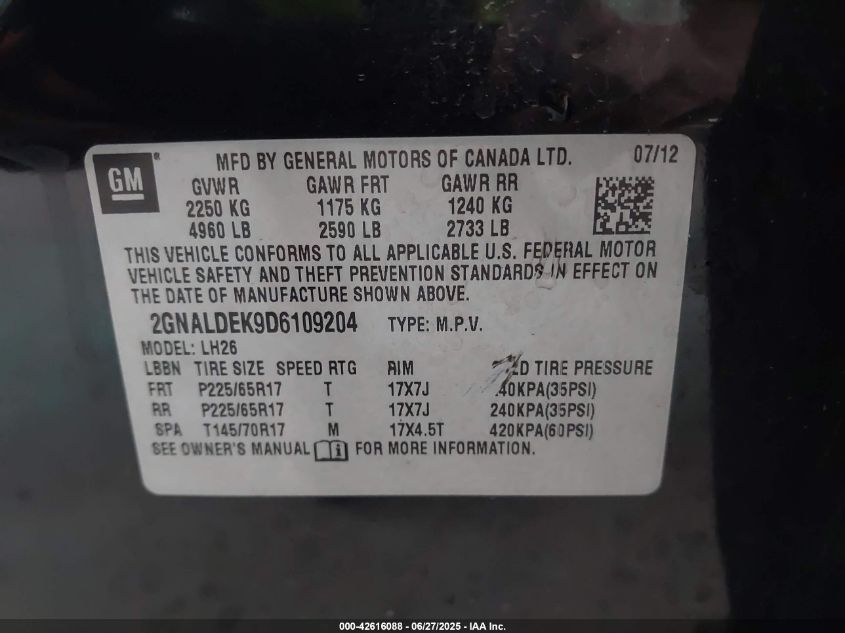 GM
MFD BY GENERAL MOTORS OF CANADA LTD. 07/12
GVWR GAWR FRT GAWR RR
2250 KG 1175 KG 1240 KG
4960 LB 2590 LB 2733 LB
THIS VEHICLE CONFORMS TO ALL APPLICABLE U.S. FEDERAL MOTOR
VEHICLE SAFETY AND THEFT PREVENTION STANDARDS IN EFFECT ON
THE DATE OF MANUFACTURE SHOWN ABOVE.
2GNALDEK9D6109204 TYPE: M.P.V.
MODEL: LH26
LBBN TIRE SIZE SPEED RTG RIM TIRE PRESSURE
FRT P225/65R17 T 17X7J 40KPA(35PSI)
RR P225/65R17 T 17X7J 240KPA(35PSI)
SPA T145/70R17 M 17X4.5T 420KPA(60PSI)
SEE OWNER'S MANUAL FOR MORE INFORMATION.
000-42616088 - 06/27/2025 - IAA Inc.